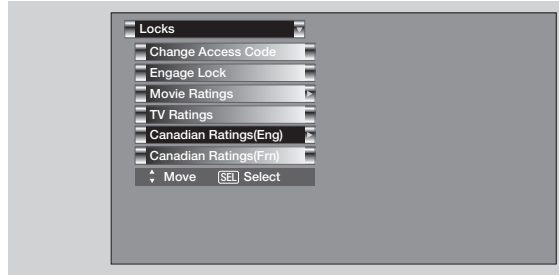 Locks
Change Access Code
Engage Lock
Movie Ratings
TV Ratings
Canadian Ratings(Eng)
Canadian Ratings(Frn)
Move SEL Select